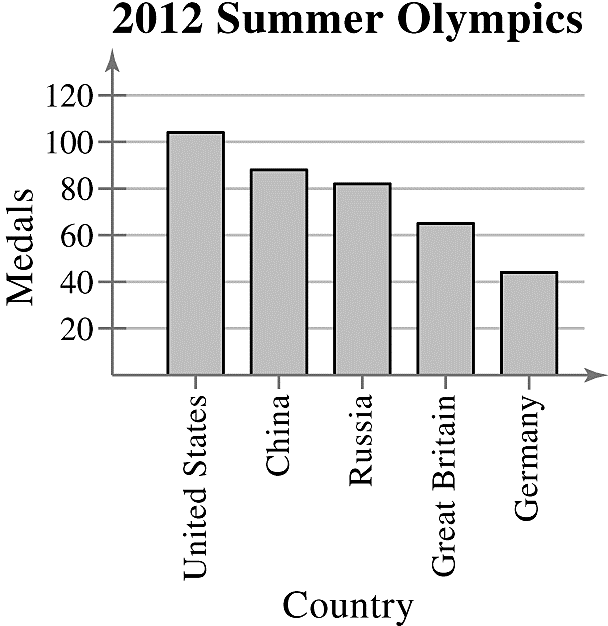 2012 Summer Olympics
Medals
120
100
80
60
40
20
United States
China
Russia
Great Britain
Germany
Country